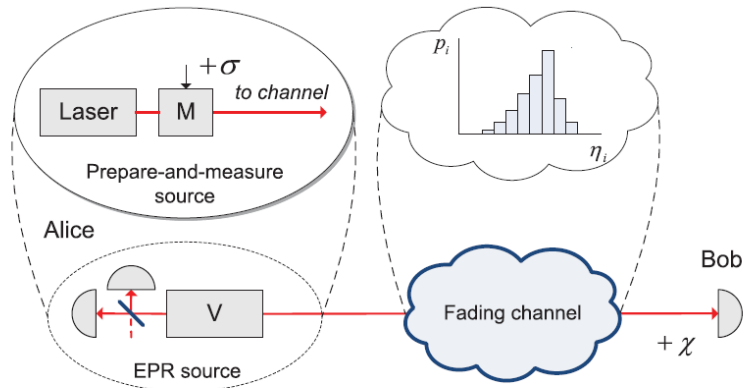 +σ
Laser
M
to channel
Prepare-and-measure
source
p_i
η_i
Alice
Bob
V
EPR source
Fading channel
+ χ